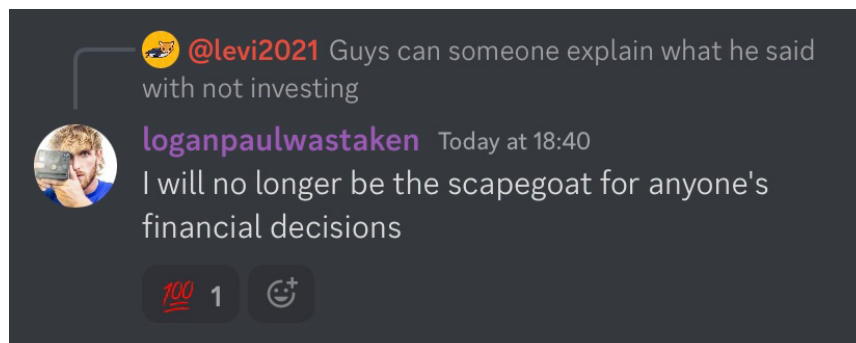 @levi2021 Guys can someone explain what he said
with not investing
loganpaulwastaken Today at 18:40
I will no longer be the scapegoat for anyone's
financial decisions
💯 1